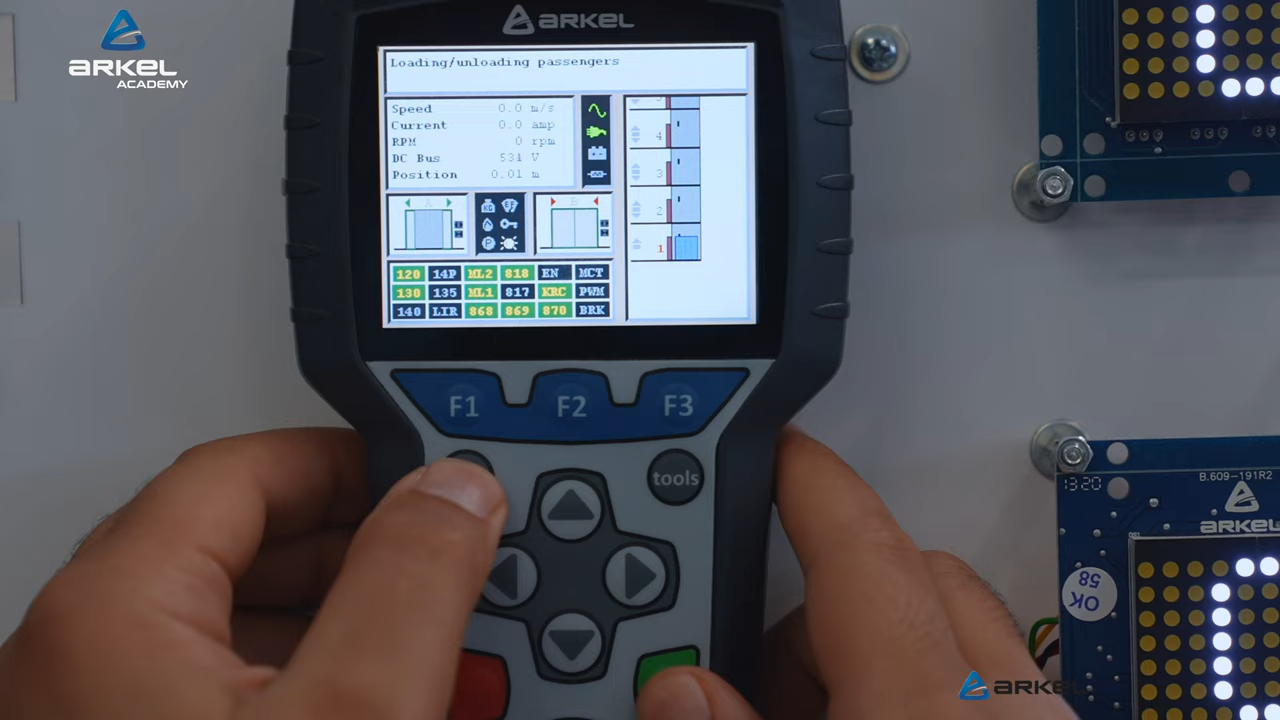 ARKEL
ACADEMY
ARKEL
Loading/unloading passengers
Speed 0.0 m/s
Current 0.0 amp
RPM 0 rpm
DC Bus 531 V
Position 0.01 m
A
B
4
3
2
1
120 14P ML2 818 EN MCT
130 135 ML1 817 KRC PWM
140 LIR 868 869 870 BRK
F1 F2 F3
tools
1320
B.609-191R2
ARKEL
OK
58
ARKEL